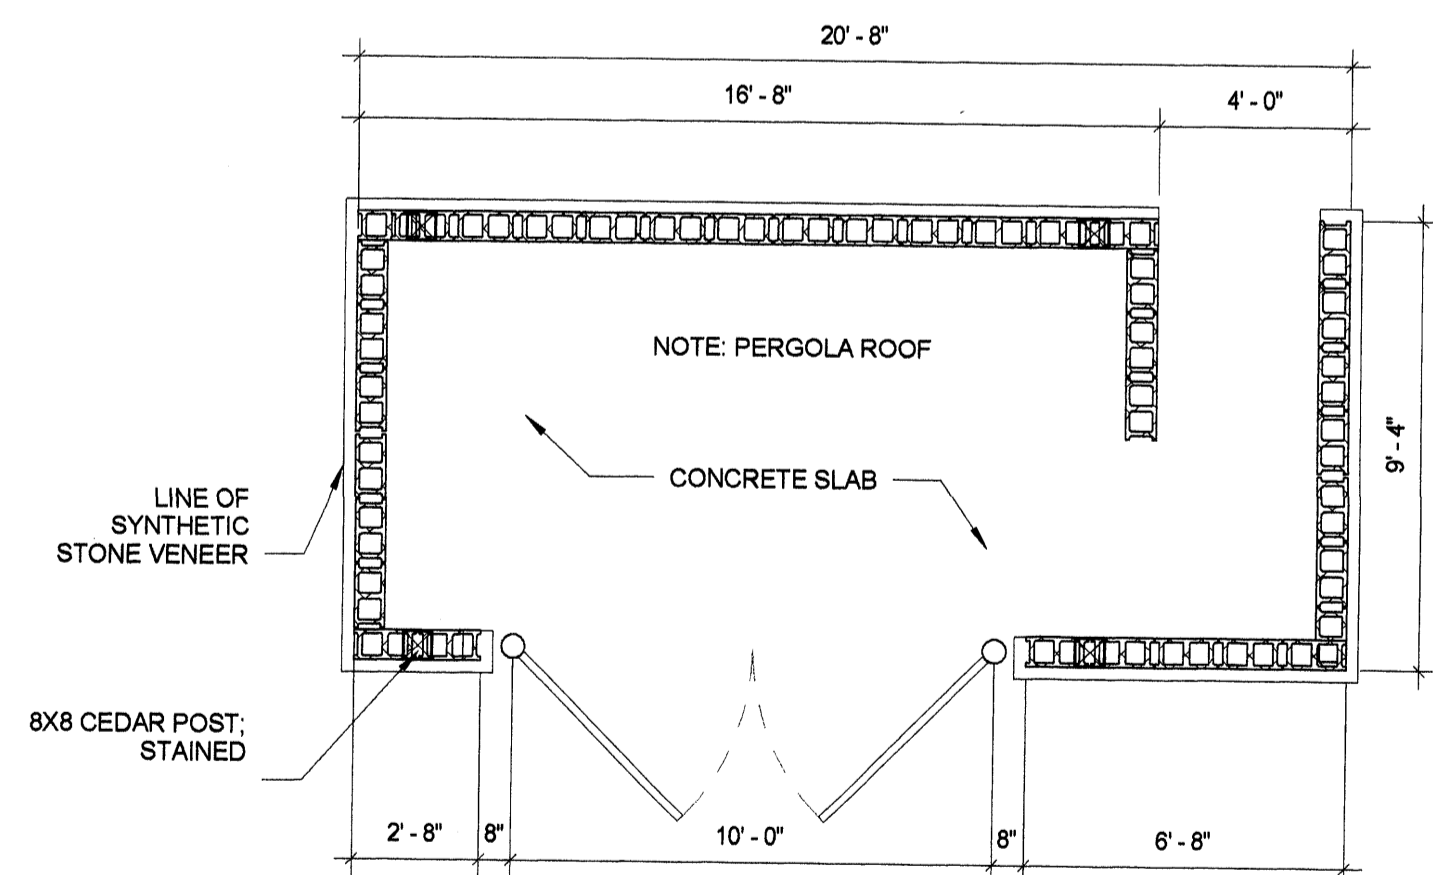 20' - 8"
16' - 8"
4' - 0"
NOTE: PERGOLA ROOF
CONCRETE SLAB
9' - 4"
LINE OF
SYNTHETIC
STONE VENEER
8X8 CEDAR POST;
STAINED
2' - 8"
8"
10' - 0"
8"
6' - 8"